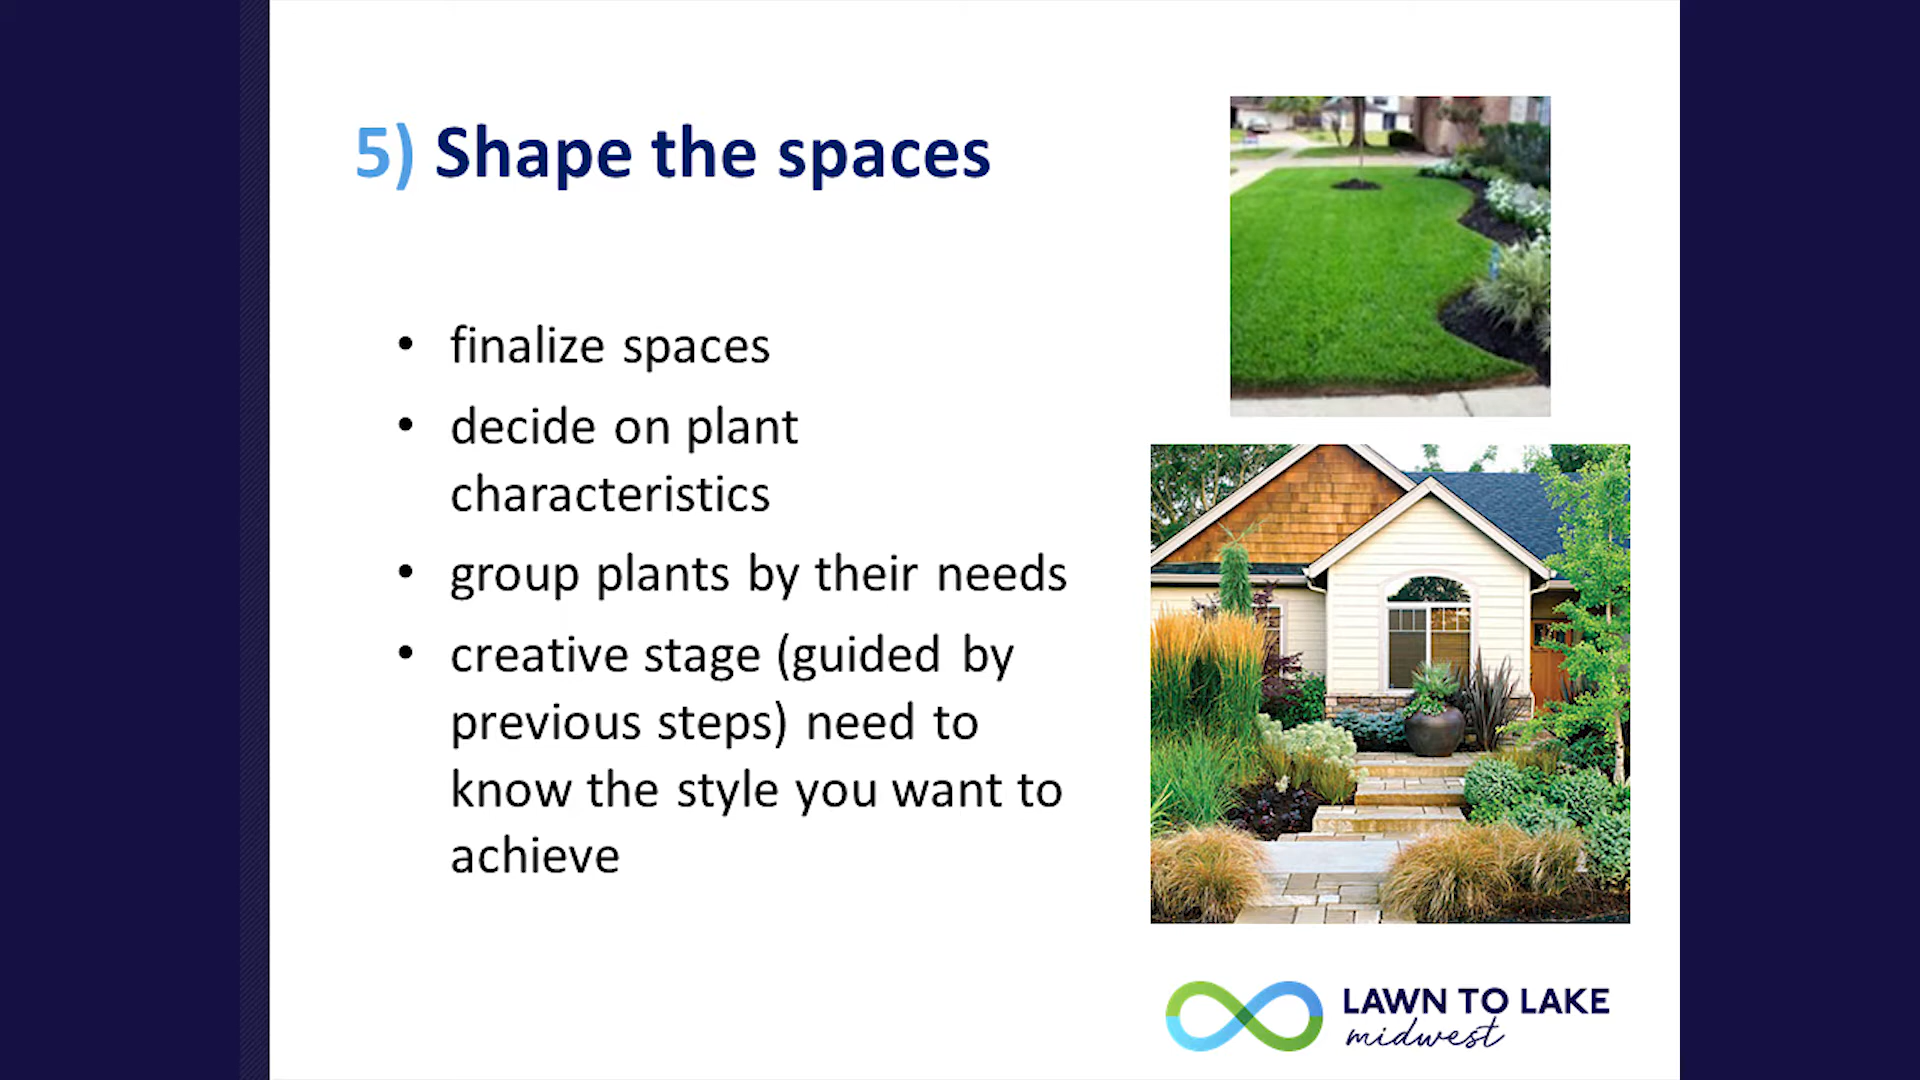 5) Shape the spaces
• finalize spaces
• decide on plant
characteristics
• group plants by their needs
• creative stage (guided by
previous steps) need to
know the style you want to
achieve
LAWN TO LAKE
midwest